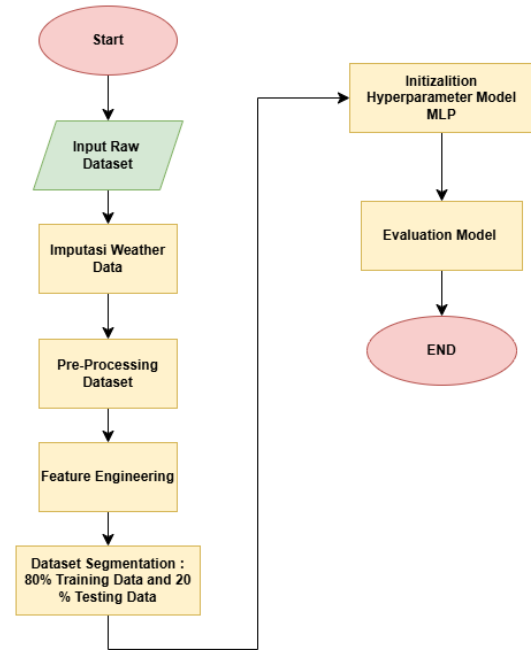 Start
Input Raw
Dataset
Imputasi Weather
Data
Pre-Processing
Dataset
Feature Engineering
Dataset Segmentation :
80% Training Data and 20
% Testing Data
Initizalition
Hyperparameter Model
MLP
Evaluation Model
END